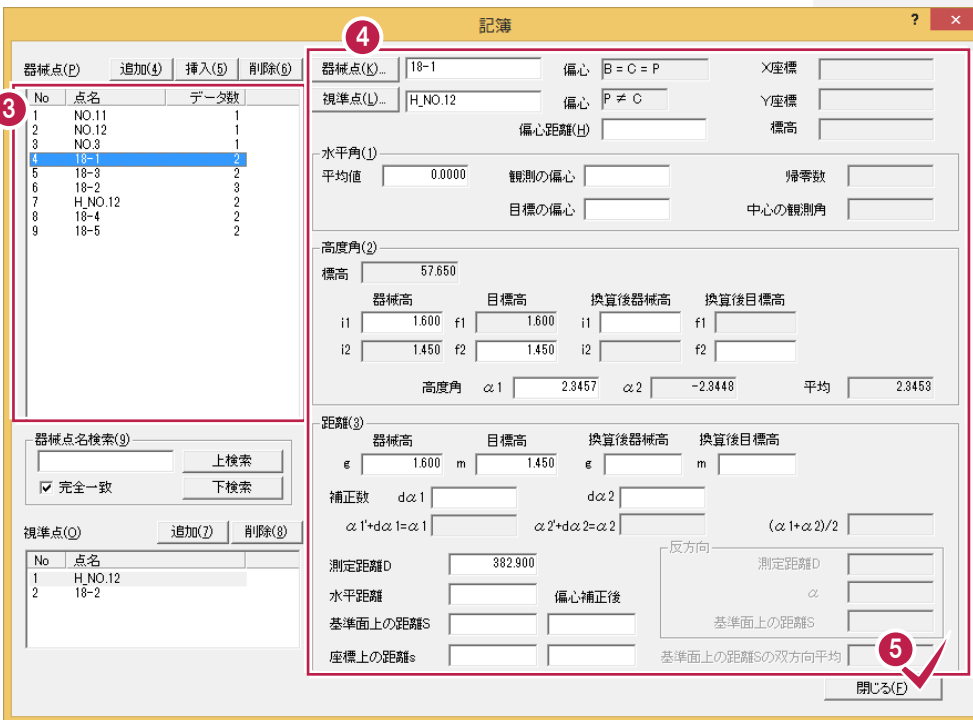 記簿 ? ×
4
器械点(P) 追加(4) 挿入(5) 削除(6)
3
No 点名 データ数
1 NO.11 1
2 NO.12 1
3 NO.3 1
4 18-1 2
5 18-3 2
6 18-2 3
7 H_NO.12 2
8 18-4 2
9 18-5 2
器械点名検索(9)
上検索
完全一致 下検索
視準点(O) 追加(7) 削除(8)
No 点名
1 H_NO.12
2 18-2
器械点(K)... 18-1 偏心 B = C = P X座標
視準点(L)... H_NO.12 偏心 P ≠ C Y座標
偏心距離(H) 標高
水平角(1)
平均値 0.0000 観測の偏心 帰零数
目標の偏心 中心の観測角
高度角(2)
標高 57.650
器械高 目標高 換算後器械高 換算後目標高
i1 1.600 f1 1.600 i1 f1
i2 1.450 f2 1.450 i2 f2
高度角 α1 2.3457 α2 -2.3448 平均 2.3453
距離(3)
器械高 目標高 換算後器械高 換算後目標高
g 1.600 m 1.450 g m
補正数 dα1 dα2
α1'+dα1=α1 α2'+dα2=α2 (α1+α2)/2
反方向
測定距離D 382.900 測定距離D
水平距離 偏心補正後 α
基準面上の距離S 基準面上の距離S
座標上の距離s 基準面上の距離Sの双方向平均
5
閉じる(F)